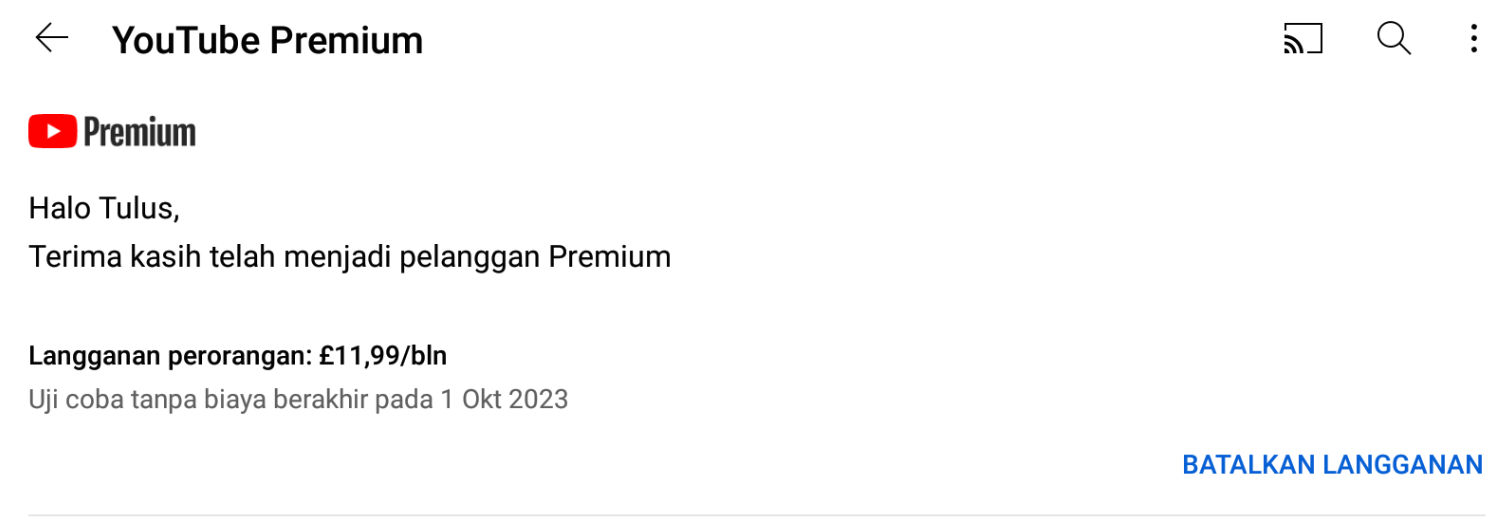 YouTube Premium
Premium
Halo Tulus,
Terima kasih telah menjadi pelanggan Premium
Langganan perorangan: £11,99/bln
Uji coba tanpa biaya berakhir pada 1 Okt 2023
BATALKAN LANGGANAN